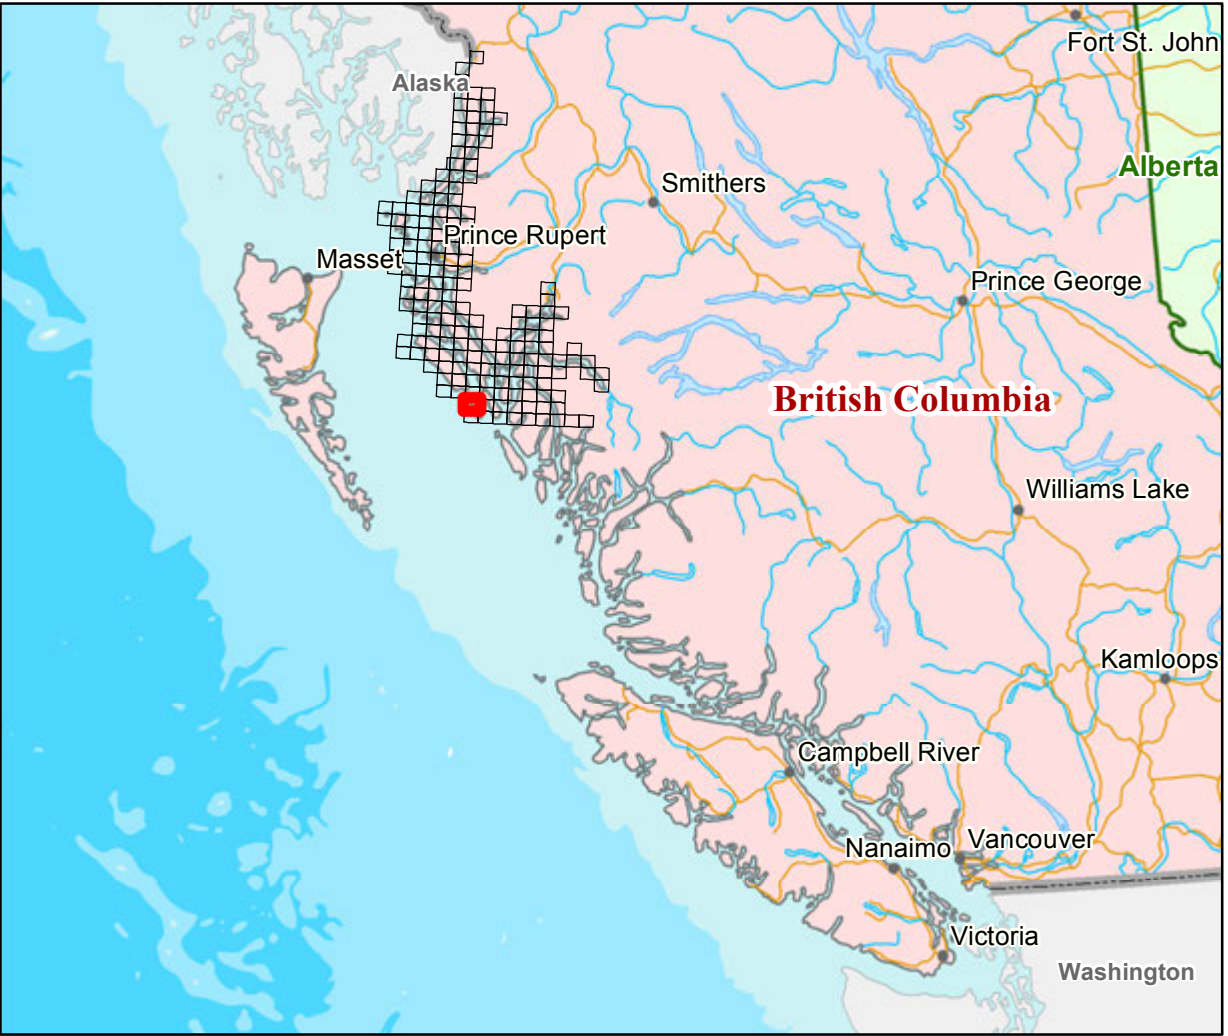 Fort St. John
Alaska
Alberta
Smithers
Prince Rupert
Masset
Prince George
British Columbia
Williams Lake
Kamloops
Campbell River
Vancouver
Nanaimo
Victoria
Washington